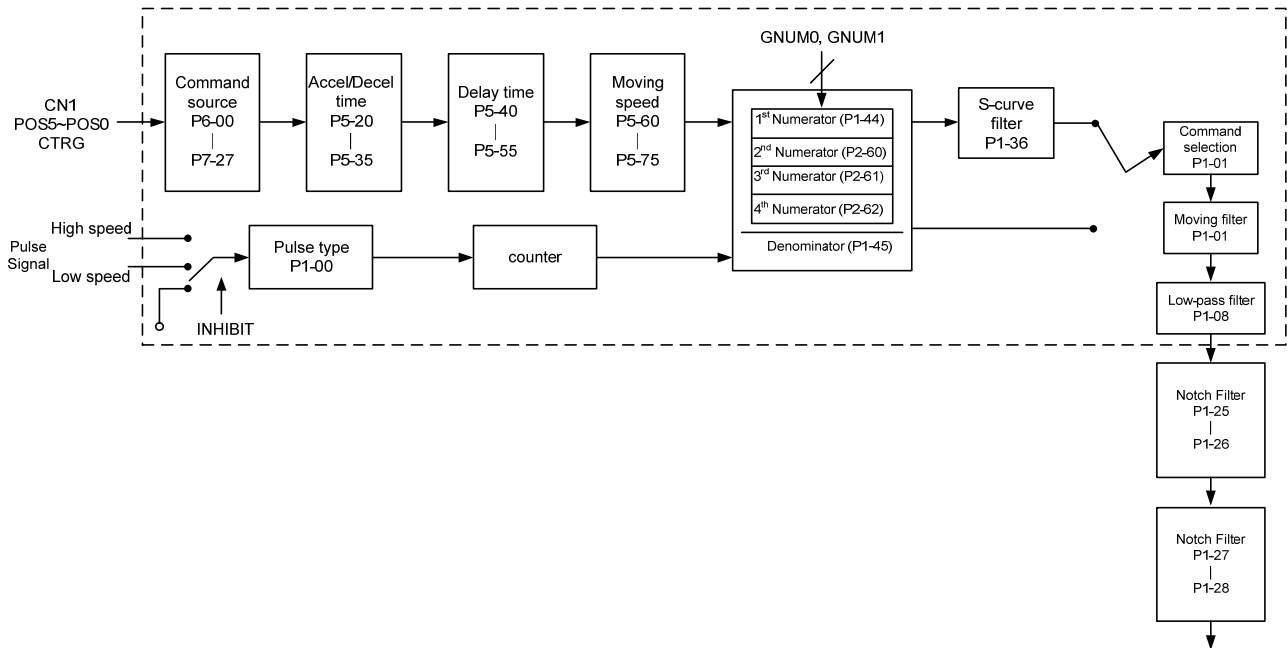 GNUM0, GNUM1
CN1
POS5~POS0
CTRG
Command
source
P6-00
P7-27
Accel/Decel
time
P5-20
P5-35
Delay time
P5-40
P5-55
Moving
speed
P5-60
P5-75
1st Numerator (P1-44)
2nd Numerator (P2-60)
3rd Numerator (P2-61)
4th Numerator (P2-62)
Denominator (P1-45)
S-curve
filter
P1-36
Command
selection
P1-01
Moving filter
P1-01
Low-pass filter
P1-08
High speed
Pulse
Signal
Low speed
INHIBIT
Pulse type
P1-00
counter
Notch Filter
P1-25
P1-26
Notch Filter
P1-27
P1-28